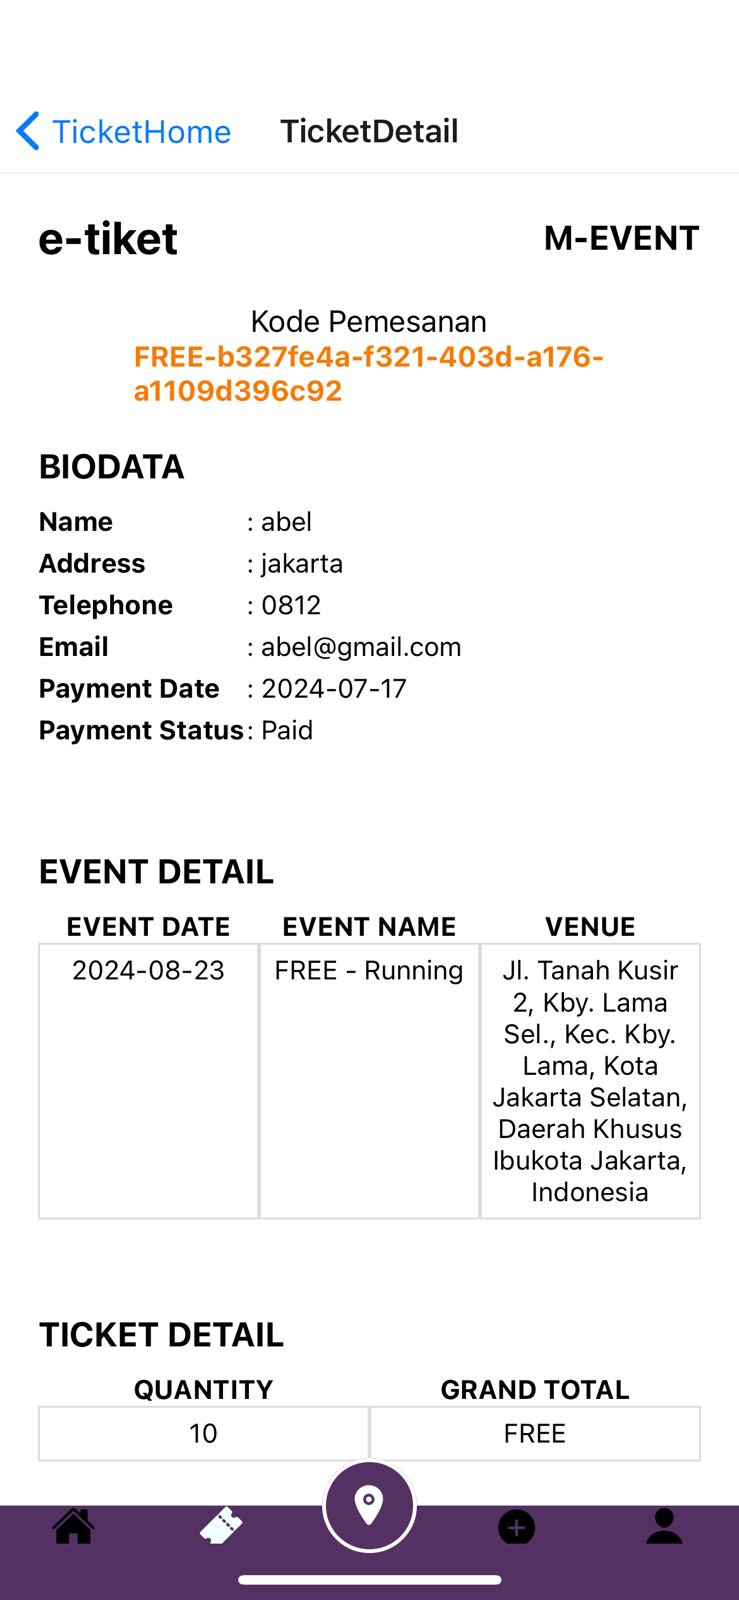 TicketHome TicketDetail
e-tiket M-EVENT
Kode Pemesanan
FREE-b327fe4a-f321-403d-a176-
a1109d396c92
BIODATA
Name : abel
Address : jakarta
Telephone : 0812
Email : abel@gmail.com
Payment Date : 2024-07-17
Payment Status : Paid
EVENT DETAIL
EVENT DATE EVENT NAME VENUE
2024-08-23 FREE - Running Jl. Tanah Kusir
2, Kby. Lama
Sel., Kec. Kby.
Lama, Kota
Jakarta Selatan,
Daerah Khusus
Ibukota Jakarta,
Indonesia
TICKET DETAIL
QUANTITY GRAND TOTAL
10 FREE